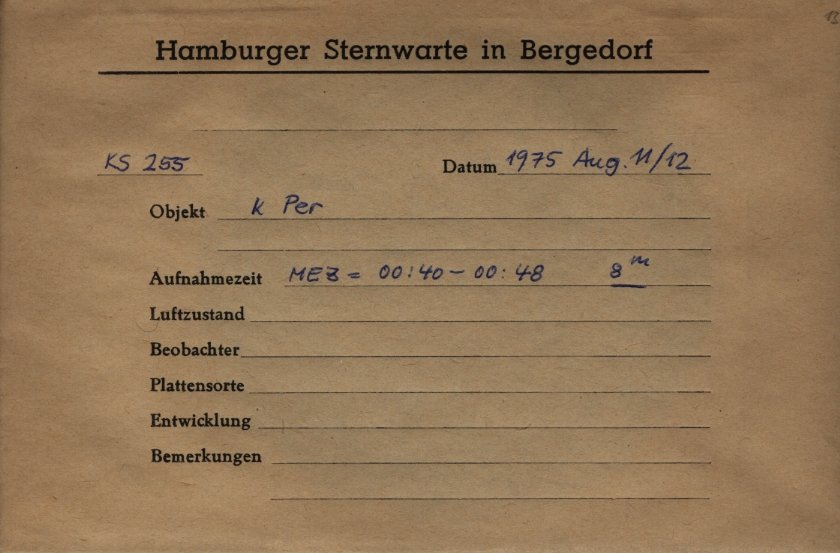 Hamburger Sternwarte in Bergedorf
KS 255 Datum 1975 Aug. 11/12
Objekt K Per
Aufnahmezeit MEZ = 00:40 - 00:48 8ᵐ
Luftzustand
Beobachter
Plattensorte
Entwicklung
Bemerkungen